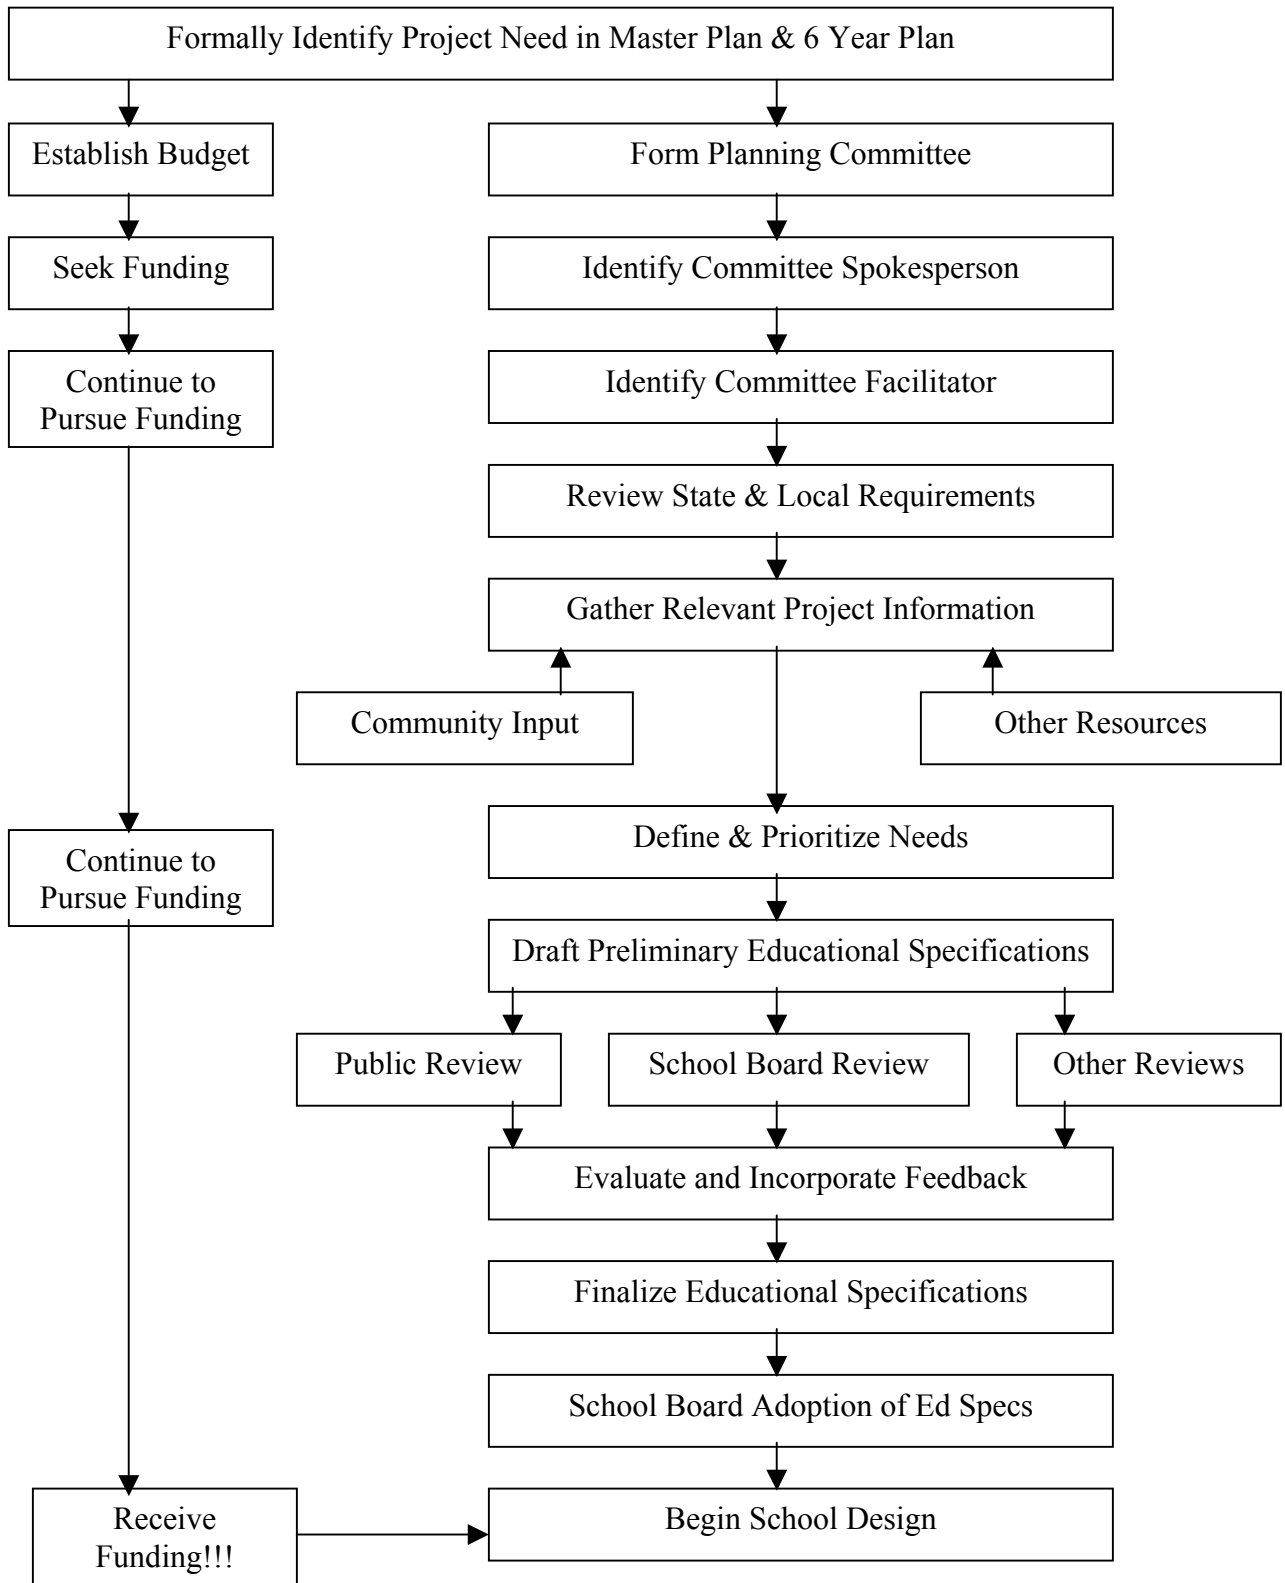 Formally Identify Project Need in Master Plan & 6 Year Plan
Establish Budget
Form Planning Committee
Seek Funding
Identify Committee Spokesperson
Continue to
Pursue Funding
Identify Committee Facilitator
Review State & Local Requirements
Gather Relevant Project Information
Community Input
Other Resources
Define & Prioritize Needs
Continue to
Pursue Funding
Draft Preliminary Educational Specifications
Public Review
School Board Review
Other Reviews
Evaluate and Incorporate Feedback
Finalize Educational Specifications
School Board Adoption of Ed Specs
Receive
Funding!!!
Begin School Design